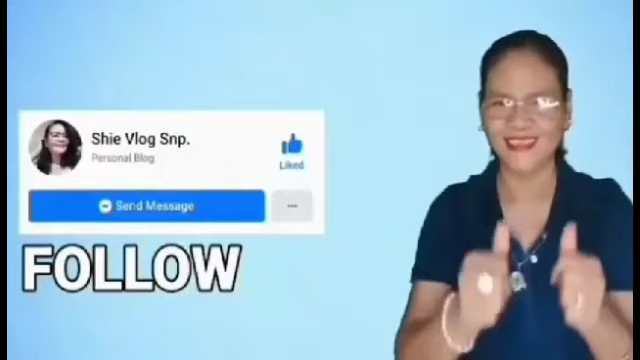 Shie Vlog Snp.
Personal Blog
Liked
Send Message
FOLLOW